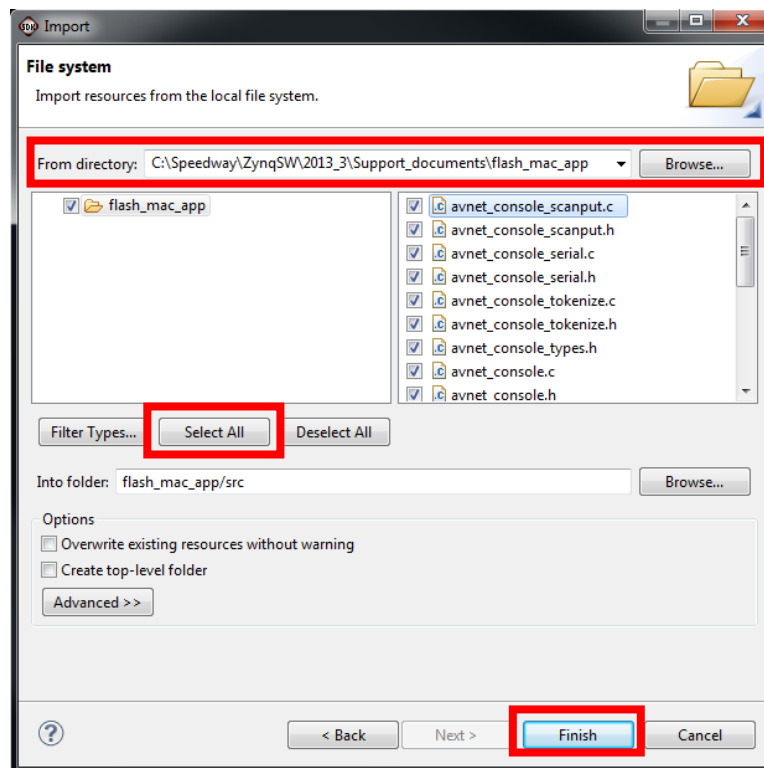 SDK Import
File system
Import resources from the local file system.
From directory: C:\Speedway\ZynqSW\2013_3\Support_documents\flash_mac_app Browse...
flash_mac_app
.c avnet_console_scanput.c
.c avnet_console_scanput.h
.c avnet_console_serial.c
.c avnet_console_serial.h
.c avnet_console_tokenize.c
.c avnet_console_tokenize.h
.c avnet_console_types.h
.c avnet_console.c
.c avnet_console.h
Filter Types... Select All Deselect All
Into folder: flash_mac_app/src Browse...
Options
Overwrite existing resources without warning
Create top-level folder
Advanced >>
? < Back Next > Finish Cancel